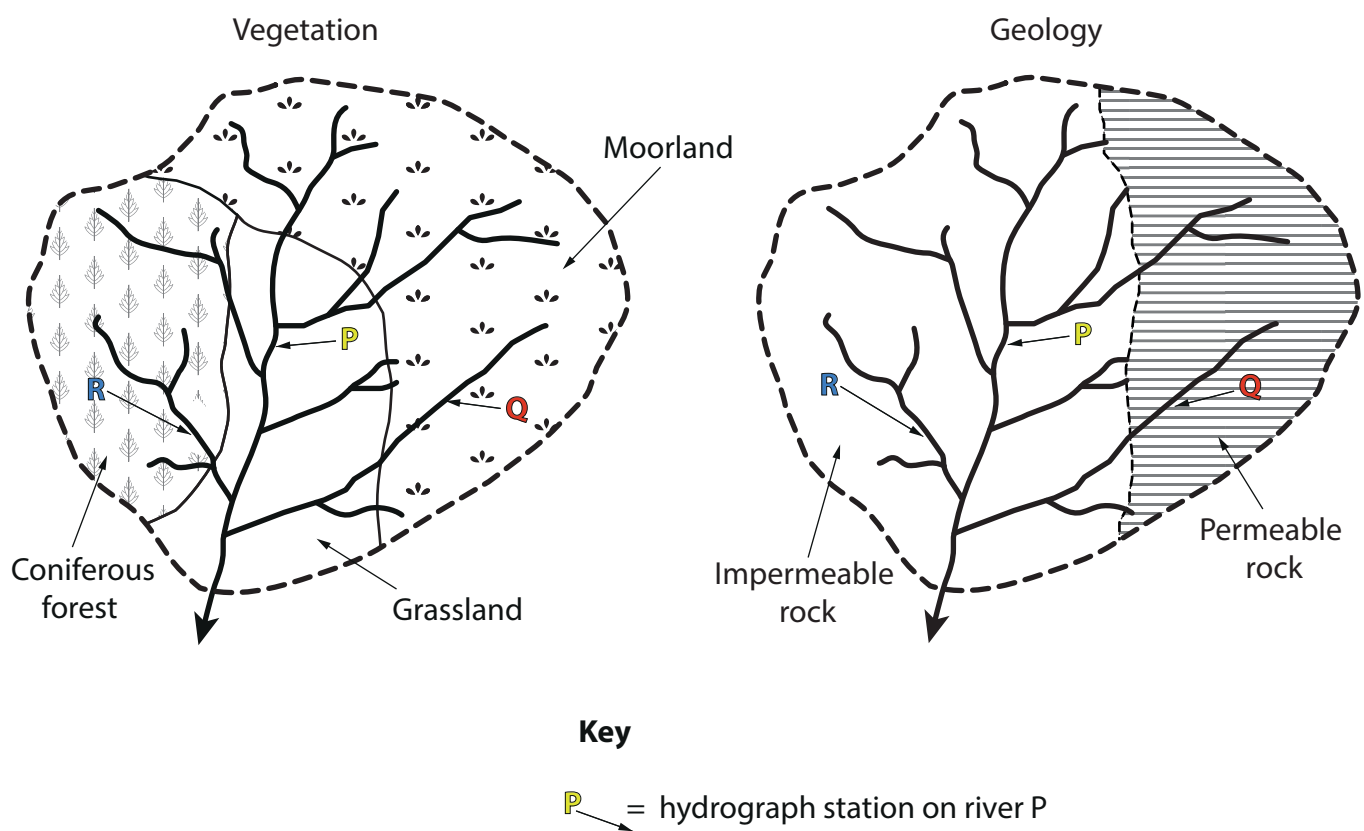 Vegetation
Moorland
P
R
Q
Coniferous
forest
Grassland
Geology
P
R
Q
Impermeable
rock
Permeable
rock
Key
P = hydrograph station on river P